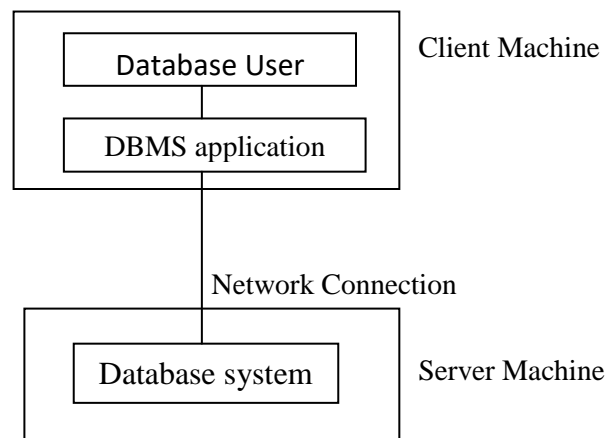 Client Machine
Database User
DBMS application
Network Connection
Database system
Server Machine